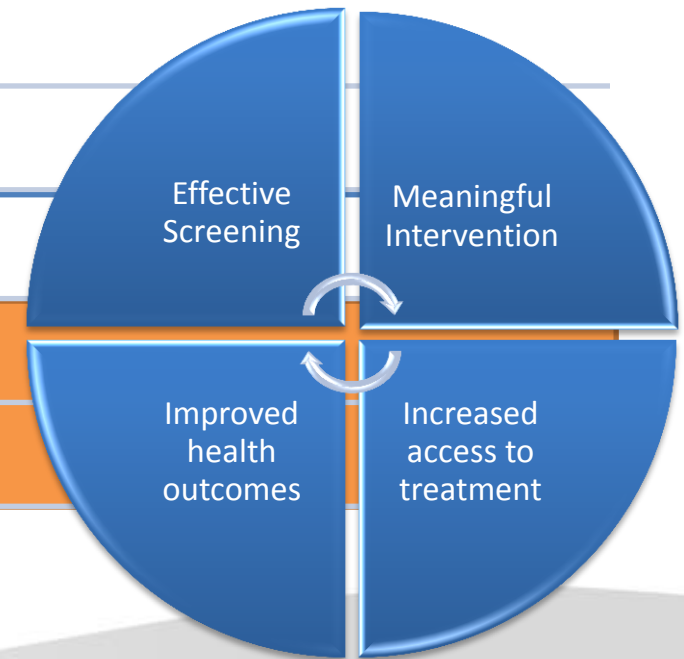 Effective
Screening
Meaningful
Intervention
Improved
health
outcomes
Increased
access to
treatment